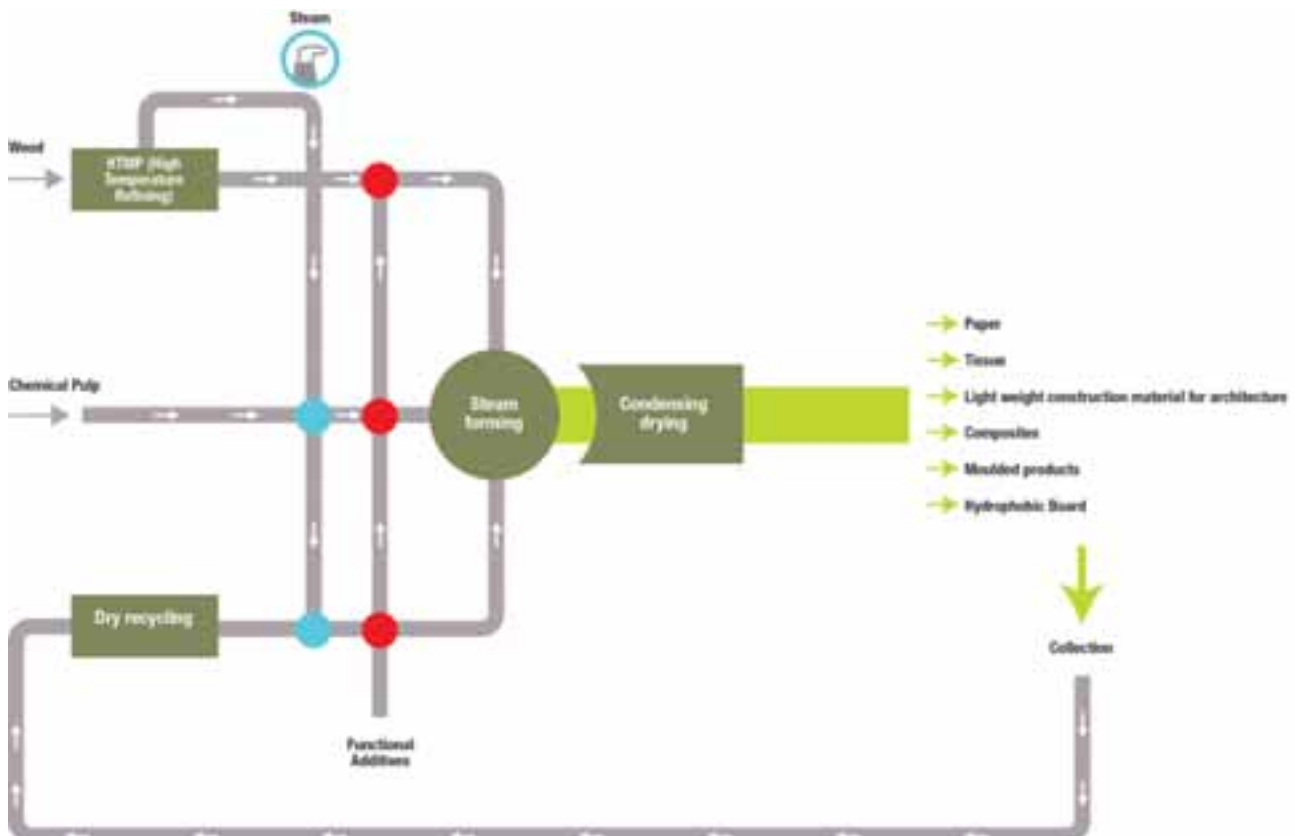 Steam
Wood
HTMP (High
Temperature
Refining)
Chemical Pulp
Steam
forming
Condensing
drying
Paper
Tissue
Light weight construction material for architecture
Composites
Moulded products
Hydrophobic Board
Dry recycling
Collection
Functional
Additives